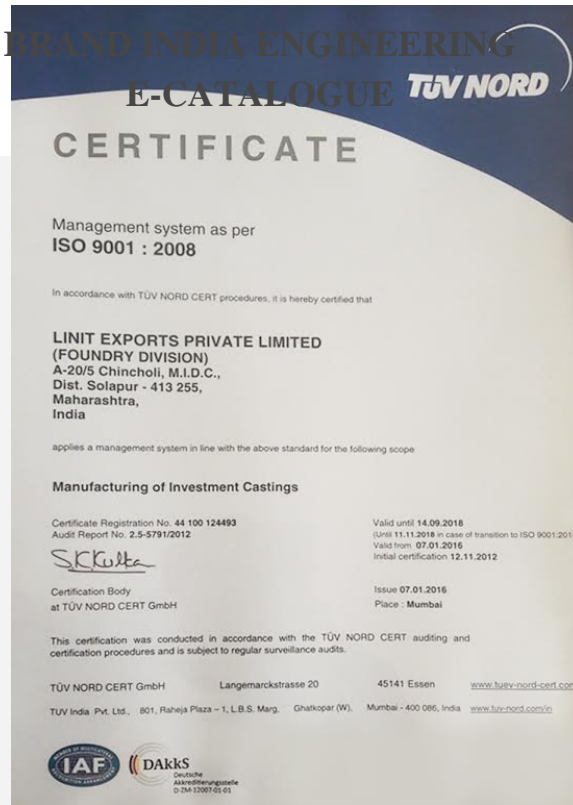 BRAND INDIA ENGINEERING
E-CATALOGUE
TÜV NORD
CERTIFICATE
Management system as per
ISO 9001 : 2008
In accordance with TÜV NORD CERT procedures, it is hereby certified that
LINIT EXPORTS PRIVATE LIMITED
(FOUNDRY DIVISION)
A-20/5 Chincholi, M.I.D.C.,
Dist. Solapur - 413 255,
Maharashtra,
India
applies a management system in line with the above standard for the following scope
Manufacturing of Investment Castings
Certificate Registration No. 44 100 124493
Audit Report No. 2.5-5791/2012
Valid until 14.09.2018
(Until 11.11.2018 in case of transition to ISO 9001:201
Valid from 07.01.2016
Initial certification 12.11.2012
S.K.Kulka
Certification Body
at TÜV NORD CERT GmbH
Issue 07.01.2016
Place : Mumbai
This certification was conducted in accordance with the TÜV NORD CERT auditing and
certification procedures and is subject to regular surveillance audits.
TÜV NORD CERT GmbH Langemarckstrasse 20 45141 Essen www.tuev-nord-cert.com
TUV India Pvt. Ltd., 801, Raheja Plaza – 1, L.B.S. Marg, Ghatkopar (W), Mumbai - 400 086, India www.tuv-nord.com/in
MEMBER OF MULTILATERAL
IAF
RECOGNITION ARRANGEMENT
DAkkS
Deutsche
Akkreditierungsstelle
D-ZM-12007-01-01